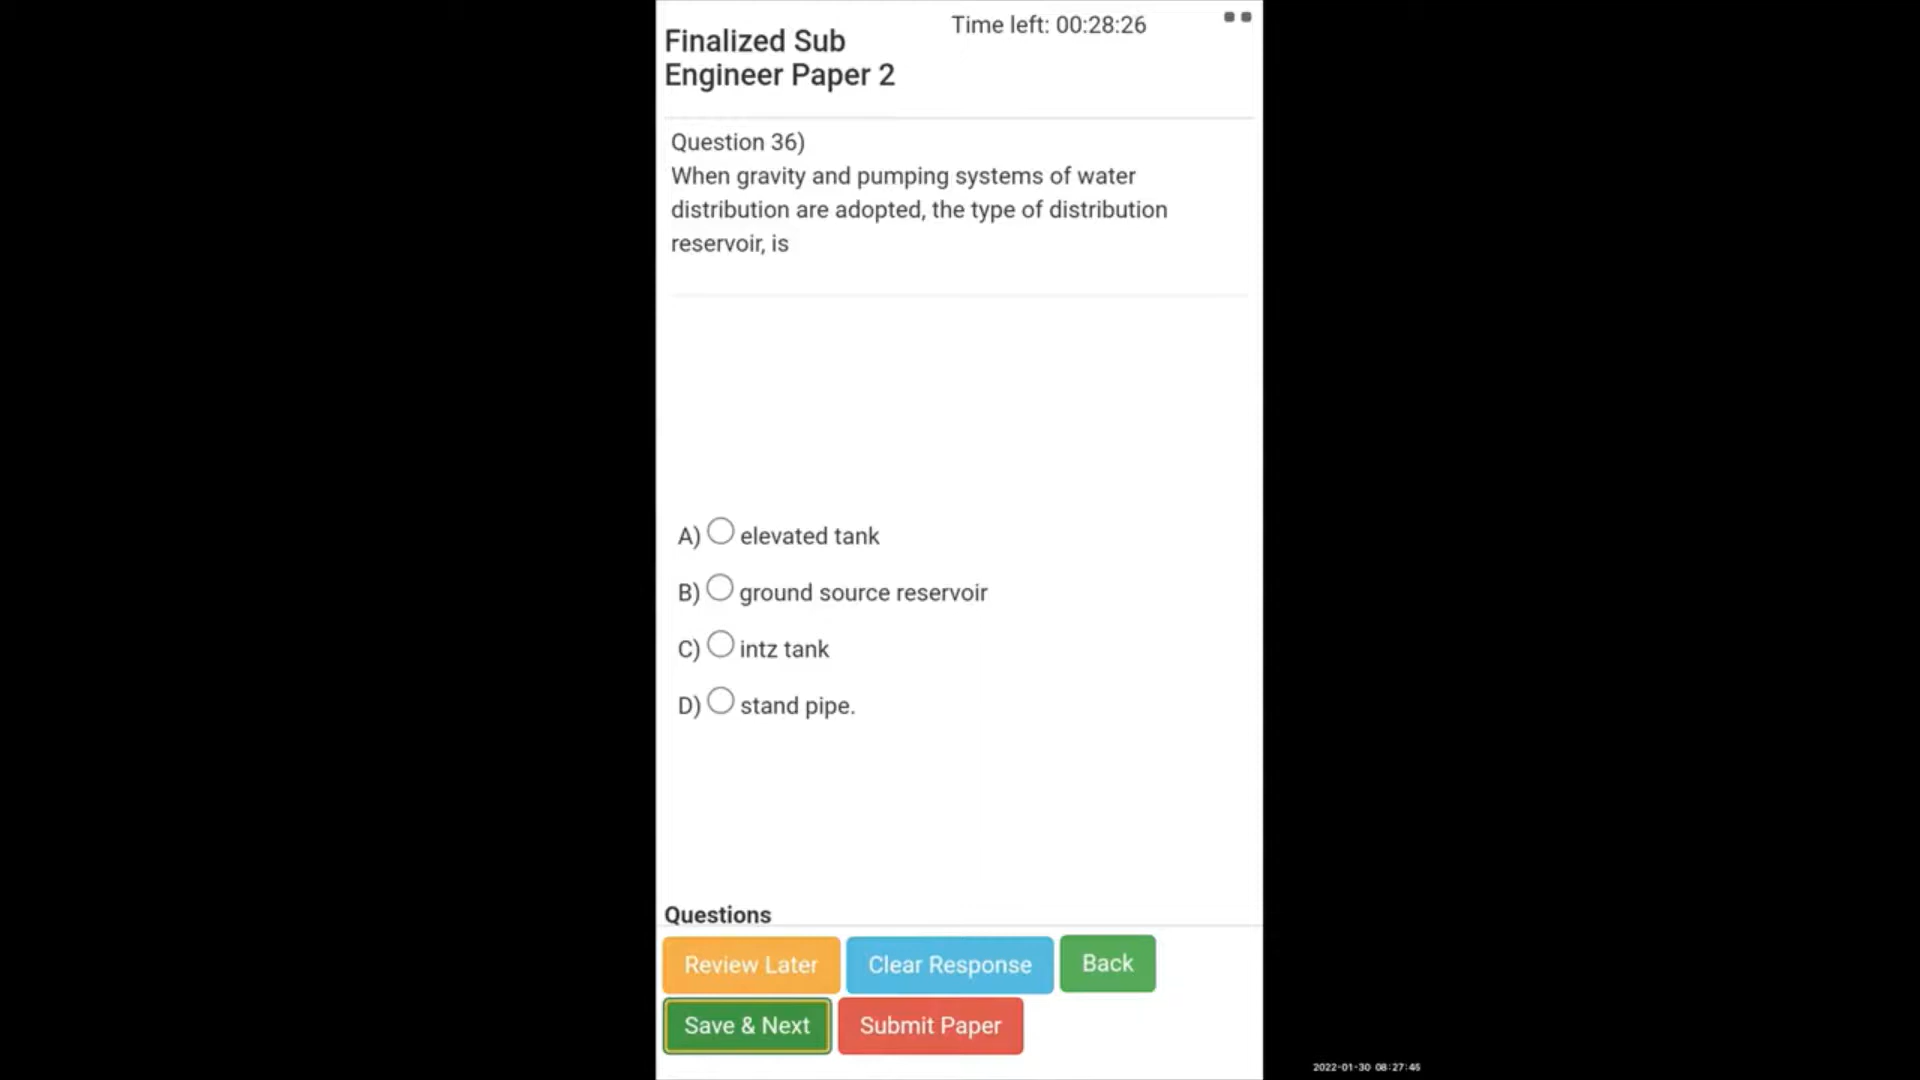 Time left: 00:28:26
Finalized Sub
Engineer Paper 2
Question 36)
When gravity and pumping systems of water
distribution are adopted, the type of distribution
reservoir, is
A) elevated tank
B) ground source reservoir
C) intz tank
D) stand pipe.
Questions
Review Later Clear Response Back
Save & Next Submit Paper
2022-01-30 08:27:46